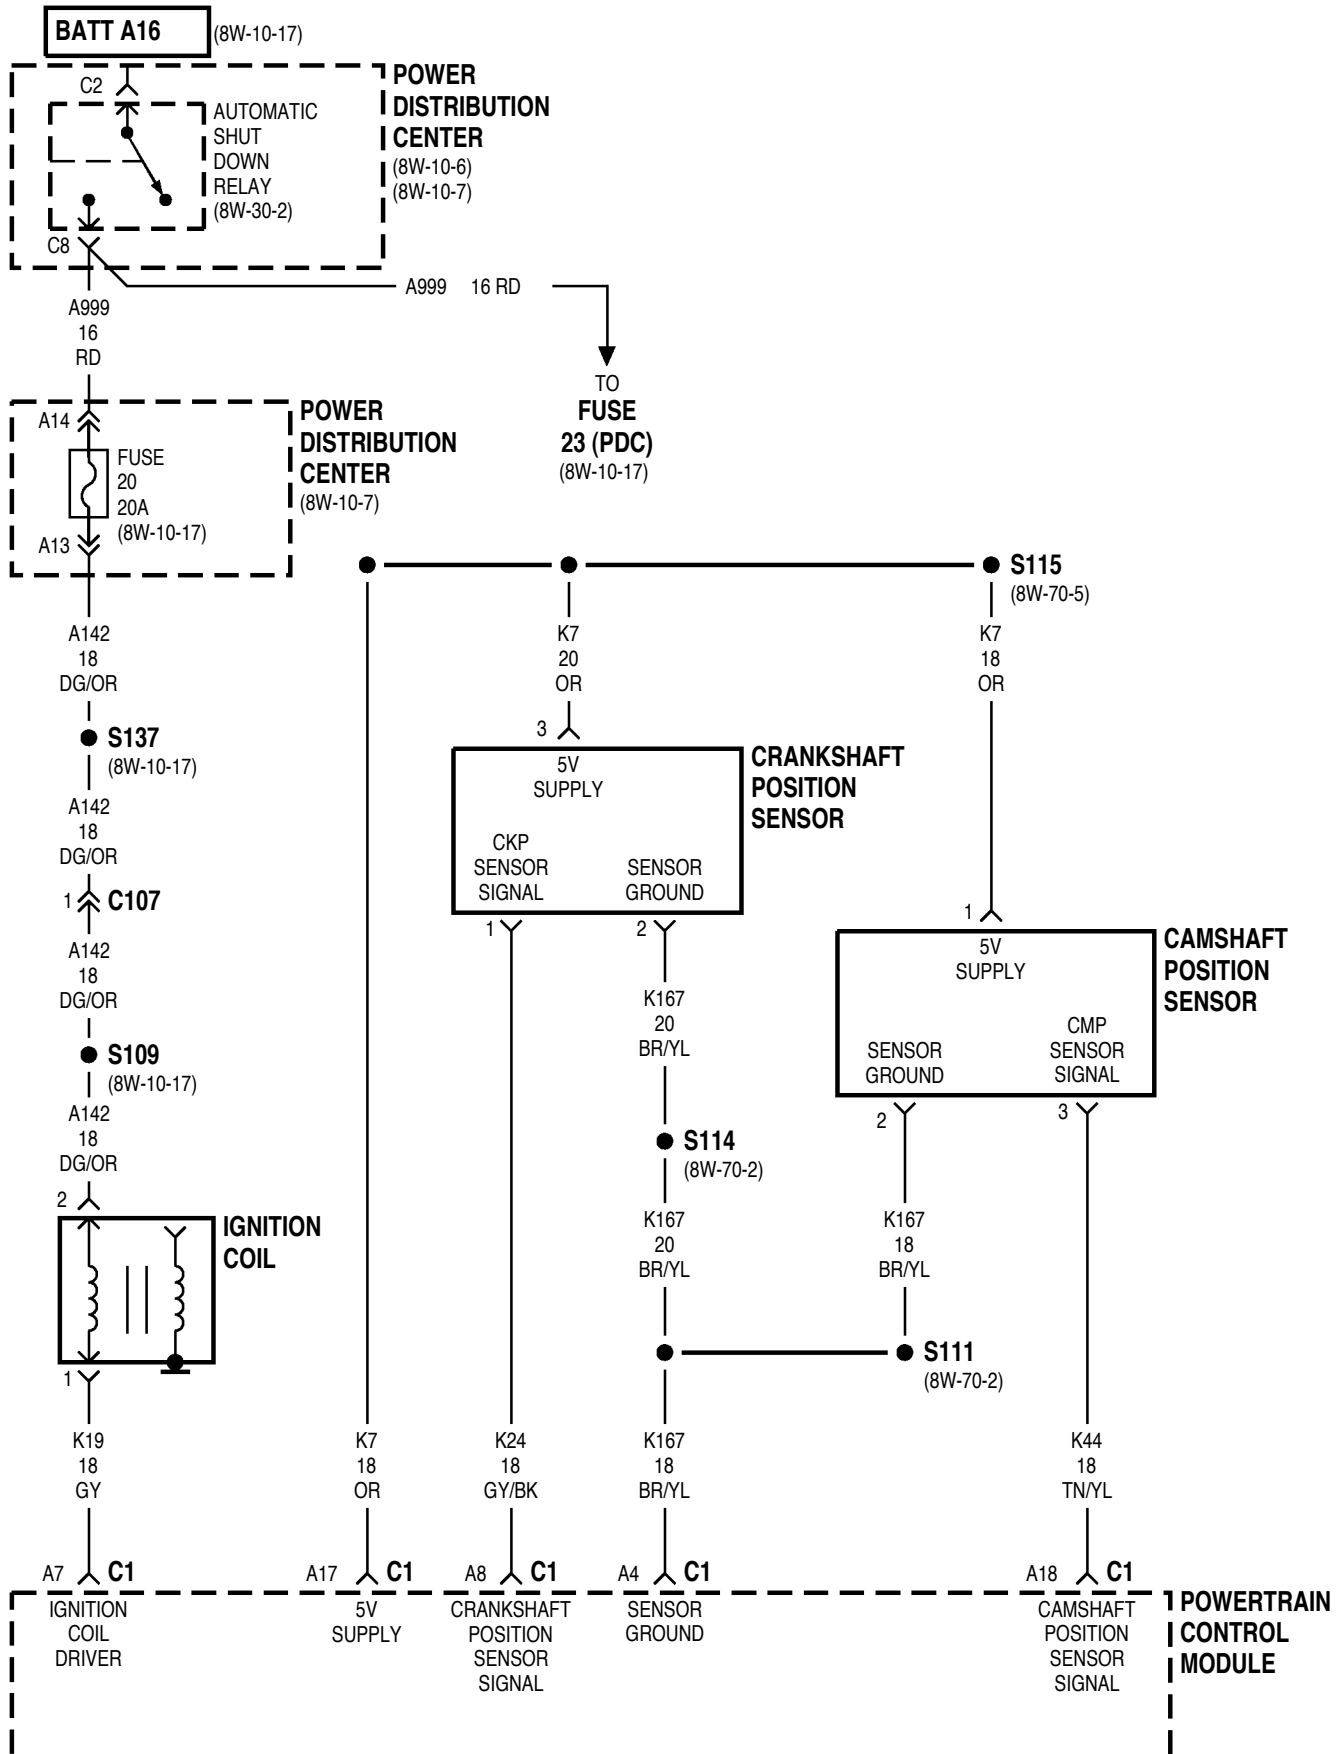 BATT A16
(8W-10-17)
C2
AUTOMATIC
SHUT
DOWN
RELAY
(8W-30-2)
POWER
DISTRIBUTION
CENTER
(8W-10-6)
(8W-10-7)
C8
A999
16
RD
A999 16 RD
TO
FUSE
23 (PDC)
(8W-10-17)
A14
FUSE
20
20A
(8W-10-17)
A13
POWER
DISTRIBUTION
CENTER
(8W-10-7)
S115
(8W-70-5)
A142
18
DG/OR
K7
20
OR
K7
18
OR
S137
(8W-10-17)
A142
18
DG/OR
1
C107
A142
18
DG/OR
S109
(8W-10-17)
A142
18
DG/OR
2
IGNITION
COIL
1
3
5V
SUPPLY
CKP
SENSOR
SIGNAL
SENSOR
GROUND
CRANKSHAFT
POSITION
SENSOR
1
2
K167
20
BR/YL
S114
(8W-70-2)
K167
20
BR/YL
1
5V
SUPPLY
SENSOR
GROUND
CMP
SENSOR
SIGNAL
CAMSHAFT
POSITION
SENSOR
2
3
K167
18
BR/YL
S111
(8W-70-2)
K19
18
GY
K7
18
OR
K24
18
GY/BK
K167
18
BR/YL
K44
18
TN/YL
A7
C1
A17
C1
A8
C1
A4
C1
A18
C1
IGNITION
COIL
DRIVER
5V
SUPPLY
CRANKSHAFT
POSITION
SENSOR
SIGNAL
SENSOR
GROUND
CAMSHAFT
POSITION
SENSOR
SIGNAL
POWERTRAIN
CONTROL
MODULE